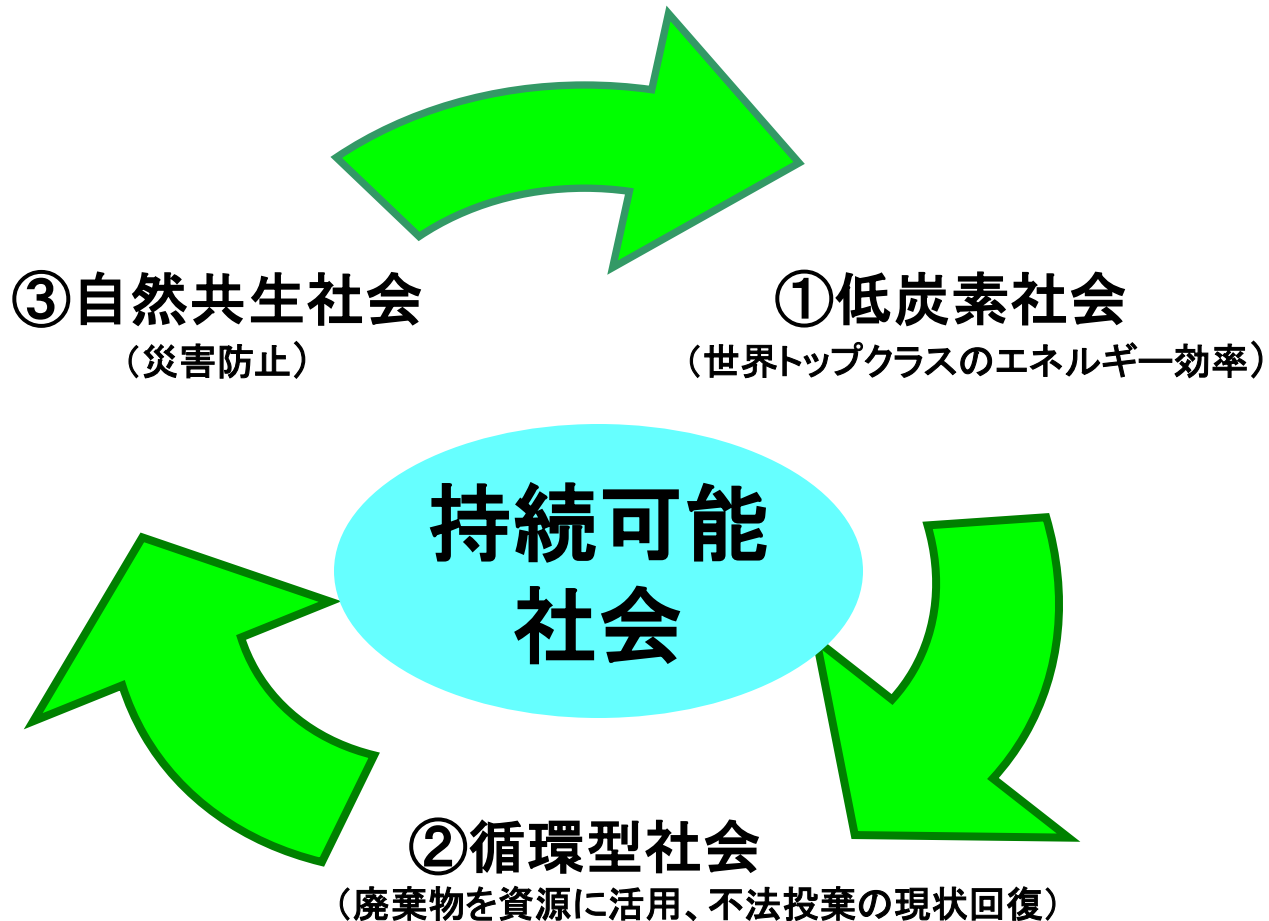 ③自然共生社会
（災害防止）
①低炭素社会
（世界トップクラスのエネルギー効率）
持続可能
社会
②循環型社会
（廃棄物を資源に活用、不法投棄の現状回復）